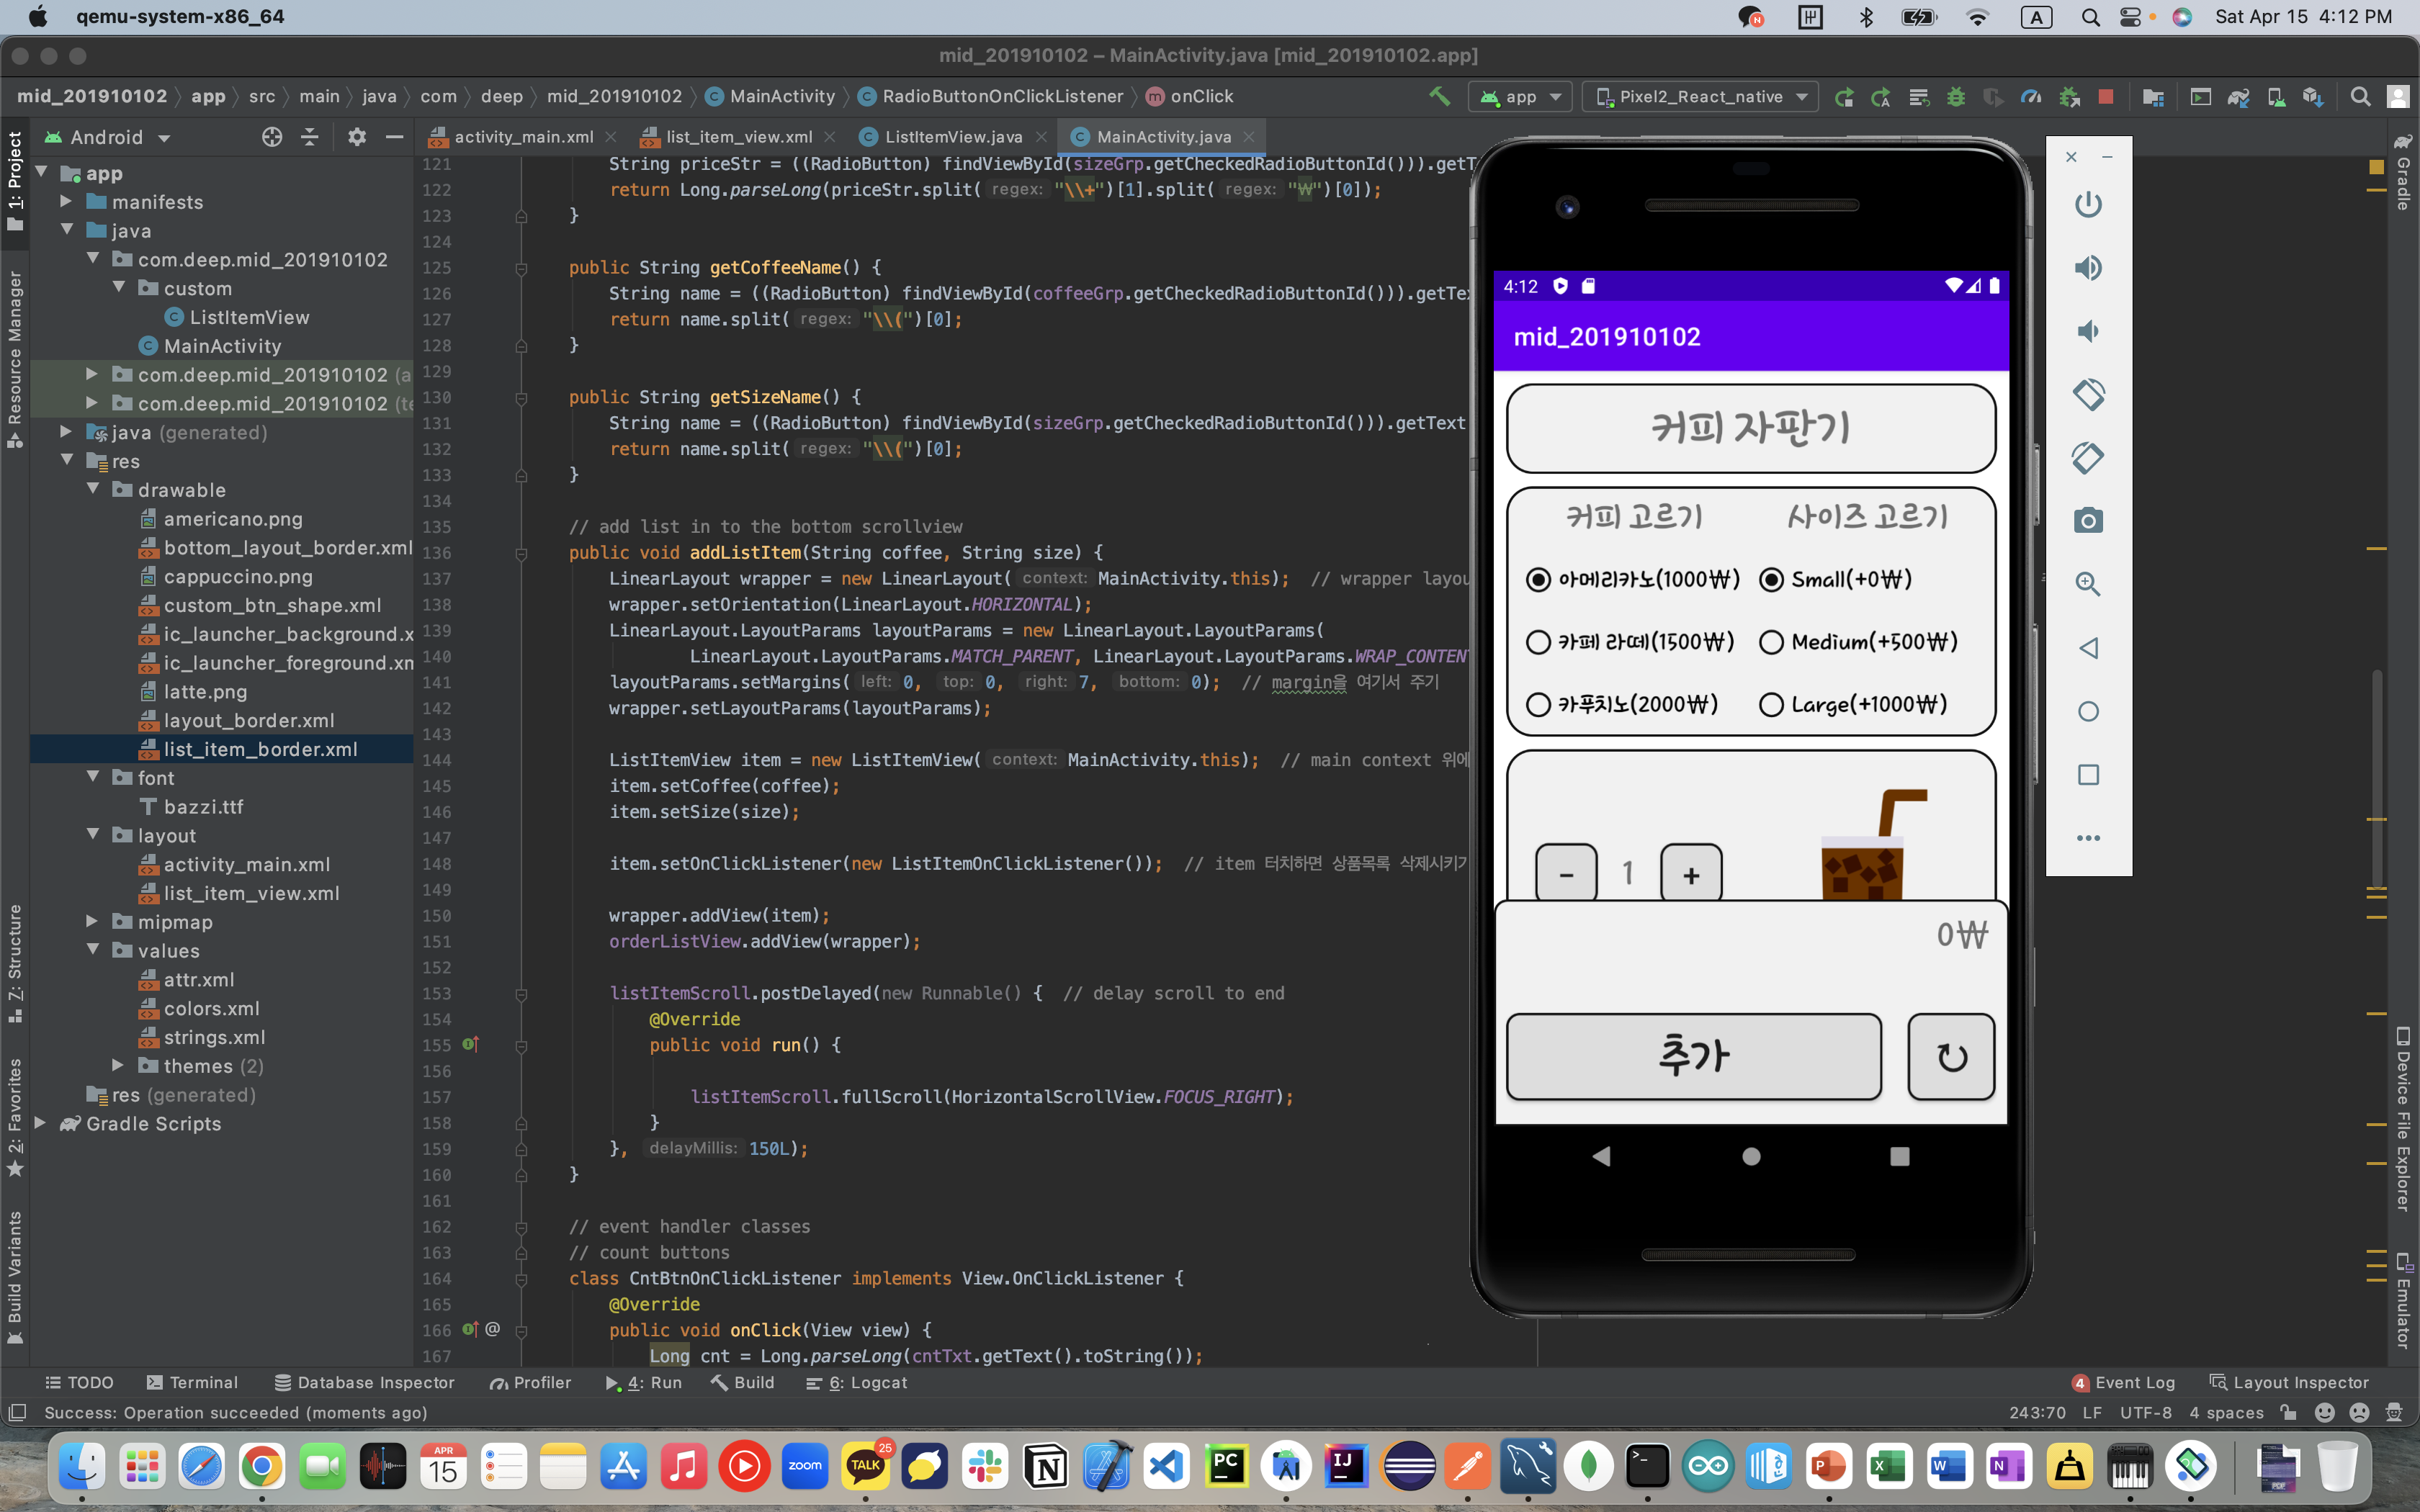 qemu-system-x86_64
A
Sat Apr 15 4:12 PM
mid_201910102 – MainActivity.java [mid_201910102.app]
mid_201910102 app src main java com deep mid_201910102 MainActivity RadioButtonOnClickListener onClick
app
Pixel2_React_native
Android
activity_main.xml
list_item_view.xml
ListItemView.java
MainActivity.java
1: Project
Resource Manager
7: Structure
2: Favorites
Build Variants
app
manifests
java
com.deep.mid_201910102
custom
ListItemView
MainActivity
com.deep.mid_201910102 (a
com.deep.mid_201910102 (te
java (generated)
res
drawable
americano.png
bottom_layout_border.xml
cappuccino.png
custom_btn_shape.xml
ic_launcher_background.x
ic_launcher_foreground.xm
latte.png
layout_border.xml
list_item_border.xml
font
bazzi.ttf
layout
activity_main.xml
list_item_view.xml
mipmap
values
attr.xml
colors.xml
strings.xml
themes (2)
res (generated)
Gradle Scripts
121 String priceStr = ((RadioButton) findViewById(sizeGrp.getCheckedRadioButtonId())).getT
122 return Long.parseLong(priceStr.split( regex: "\\+")[1].split( regex: "₩")[0]);
123 }
124
125 public String getCoffeeName() {
126 String name = ((RadioButton) findViewById(coffeeGrp.getCheckedRadioButtonId())).getTex
127 return name.split( regex: "\\(")[0];
128 }
129
130 public String getSizeName() {
131 String name = ((RadioButton) findViewById(sizeGrp.getCheckedRadioButtonId())).getText
132 return name.split( regex: "\\(")[0];
133 }
134
135 // add list in to the bottom scrollview
136 public void addListItem(String coffee, String size) {
137 LinearLayout wrapper = new LinearLayout( context: MainActivity.this); // wrapper layou
138 wrapper.setOrientation(LinearLayout.HORIZONTAL);
139 LinearLayout.LayoutParams layoutParams = new LinearLayout.LayoutParams(
140 LinearLayout.LayoutParams.MATCH_PARENT, LinearLayout.LayoutParams.WRAP_CONTENT
141 layoutParams.setMargins( left: 0, top: 0, right: 7, bottom: 0); // margin을 여기서 주기
142 wrapper.setLayoutParams(layoutParams);
143
144 ListItemView item = new ListItemView( context: MainActivity.this); // main context 위에
145 item.setCoffee(coffee);
146 item.setSize(size);
147
148 item.setOnClickListener(new ListItemOnClickListener()); // item 터치하면 상품목록 삭제시키기
149
150 wrapper.addView(item);
151 orderListView.addView(wrapper);
152
153 listItemScroll.postDelayed(new Runnable() { // delay scroll to end
154 @Override
155 public void run() {
156
157 listItemScroll.fullScroll(HorizontalScrollView.FOCUS_RIGHT);
158 }
159 }, delayMillis: 150L);
160 }
161
162 // event handler classes
163 // count buttons
164 class CntBtnOnClickListener implements View.OnClickListener {
165 @Override
166 @ public void onClick(View view) {
167 Long cnt = Long.parseLong(cntTxt.getText().toString());
4:12
mid_201910102
커피 자판기
커피 고르기 사이즈 고르기
아메리카노(1000₩) Small(+0₩)
카페 라떼(1500₩) Medium(+500₩)
카푸치노(2000₩) Large(+1000₩)
- 1 +
0₩
추가
Gradle
Device File Explorer
Emulator
TODO Terminal Database Inspector Profiler 4: Run Build 6: Logcat
4 Event Log Layout Inspector
Success: Operation succeeded (moments ago)
243:70 LF UTF-8 4 spaces
APR
15
zoom
TALK
25
N
PC
IJ
P
X
W
N
PDF